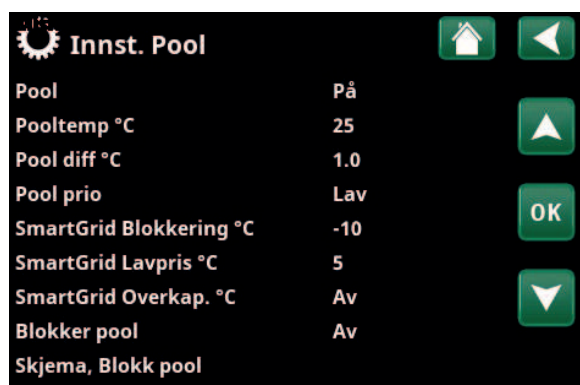 Innst. Pool
Pool På
Pooltemp °C 25
Pool diff °C 1.0
Pool prio Lav
SmartGrid Blokkering °C -10
SmartGrid Lavpris °C 5
SmartGrid Overkap. °C Av
Blokker pool Av
Skjema, Blokk pool
OK